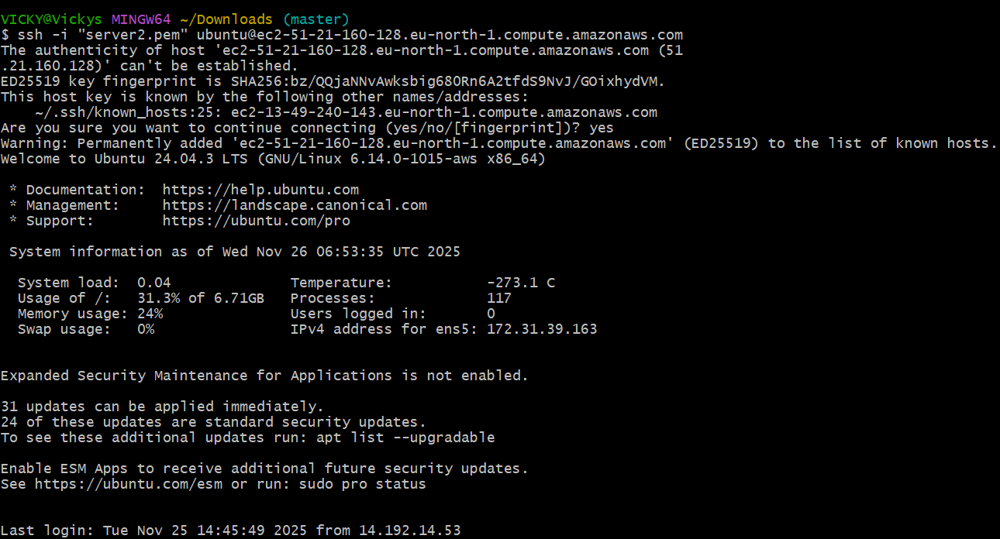 VICKY@Vickys MINGW64 ~/Downloads (master)
$ ssh -i "server2.pem" ubuntu@ec2-51-21-160-128.eu-north-1.compute.amazonaws.com
The authenticity of host 'ec2-51-21-160-128.eu-north-1.compute.amazonaws.com (51
.21.160.128)' can't be established.
ED25519 key fingerprint is SHA256:bz/QQjaNNvAwksbig680Rn6A2tfdS9NvJ/GOixhydVM.
This host key is known by the following other names/addresses:
    ~/.ssh/known_hosts:25: ec2-13-49-240-143.eu-north-1.compute.amazonaws.com
Are you sure you want to continue connecting (yes/no/[fingerprint])? yes
Warning: Permanently added 'ec2-51-21-160-128.eu-north-1.compute.amazonaws.com' (ED25519) to the list of known hosts.
Welcome to Ubuntu 24.04.3 LTS (GNU/Linux 6.14.0-1015-aws x86_64)

 * Documentation:  https://help.ubuntu.com
 * Management:     https://landscape.canonical.com
 * Support:        https://ubuntu.com/pro

 System information as of Wed Nov 26 06:53:35 UTC 2025

  System load:  0.04              Temperature:           -273.1 C
  Usage of /:   31.3% of 6.71GB   Processes:             117
  Memory usage: 24%               Users logged in:       0
  Swap usage:   0%                IPv4 address for ens5: 172.31.39.163

Expanded Security Maintenance for Applications is not enabled.

31 updates can be applied immediately.
24 of these updates are standard security updates.
To see these additional updates run: apt list --upgradable

Enable ESM Apps to receive additional future security updates.
See https://ubuntu.com/esm or run: sudo pro status

Last login: Tue Nov 25 14:45:49 2025 from 14.192.14.53